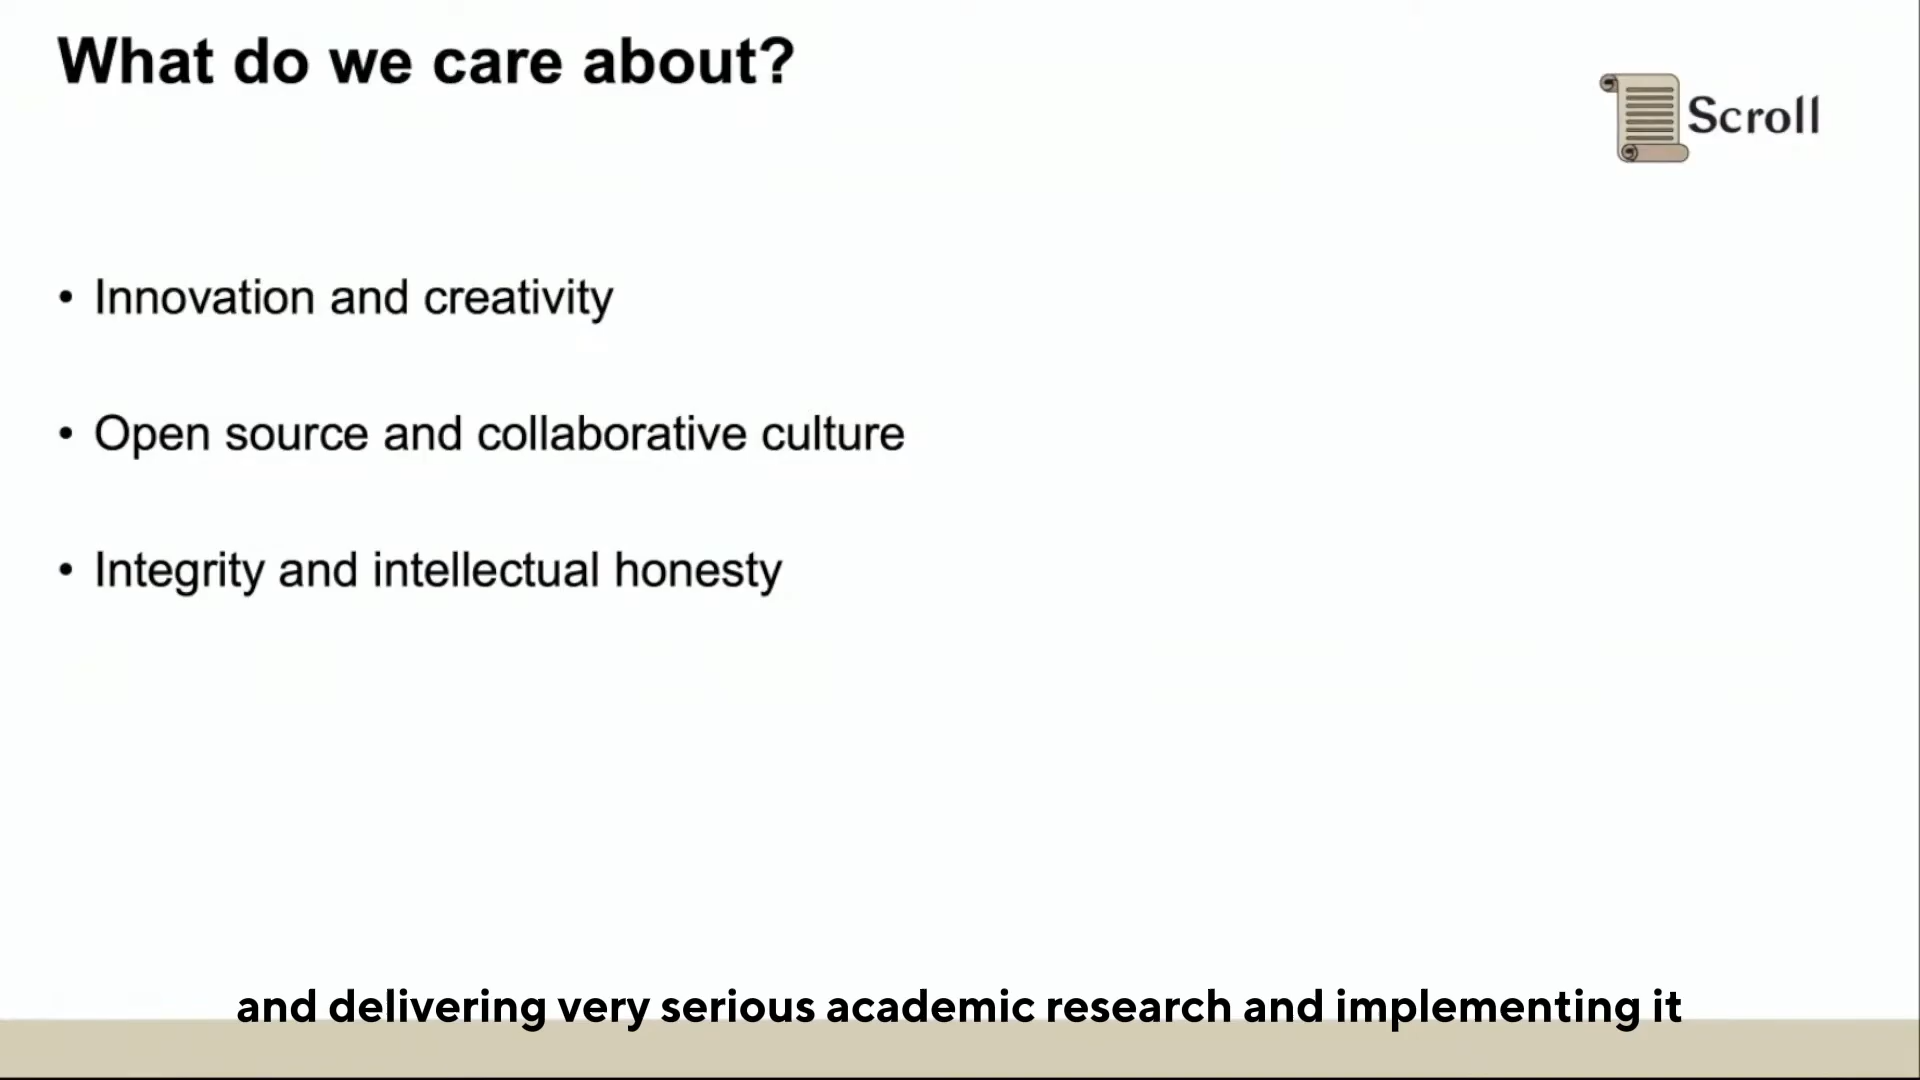 What do we care about?
Scroll
• Innovation and creativity
• Open source and collaborative culture
• Integrity and intellectual honesty
and delivering very serious academic research and implementing it